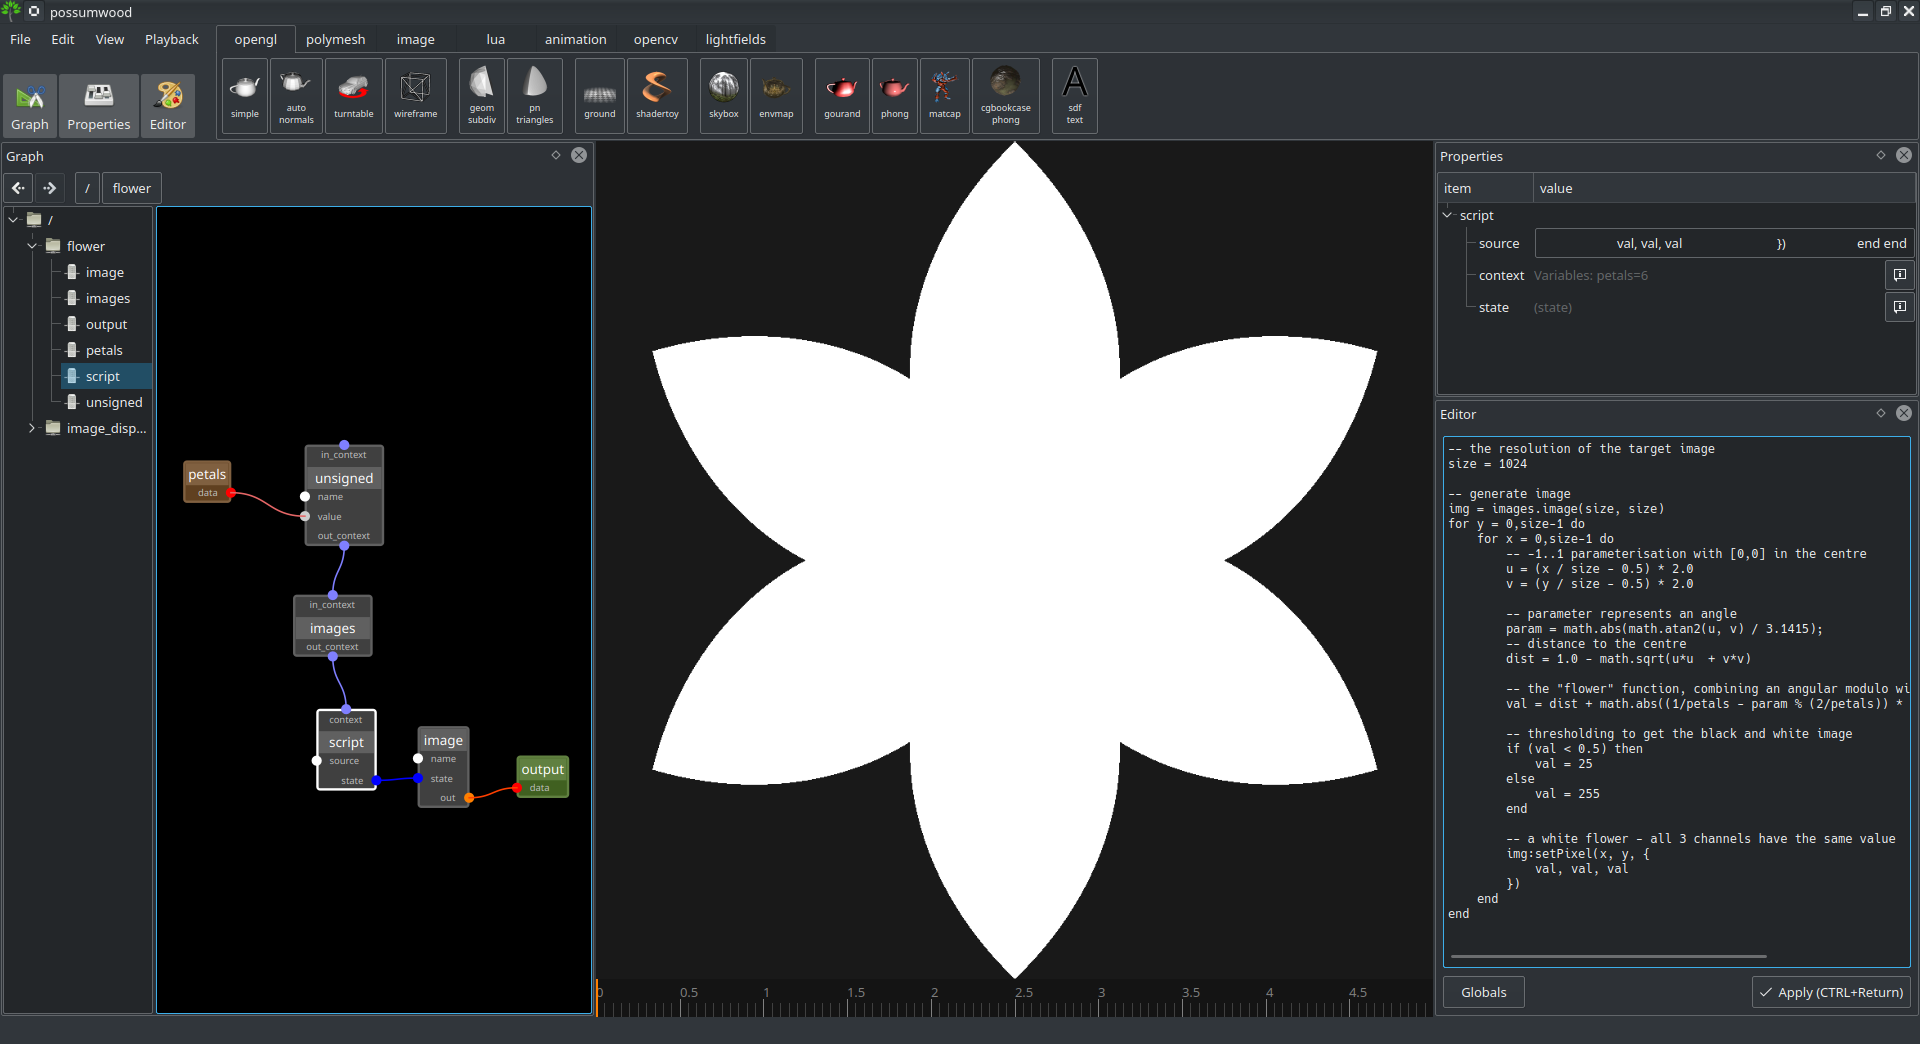 possumwood
File Edit View Playback
opengl polymesh image lua animation opencv lightfields
Graph Properties Editor
simple
auto normals
turntable
wireframe
geom subdiv
pn triangles
ground
shadertoy
skybox
envmap
gourand
phong
matcap
cgbookcase phong
sdf text
Graph
/ flower
/
flower
image
images
output
petals
script
unsigned
image_disp...
petals
data
in_context
unsigned
name
value
out_context
in_context
images
out_context
context
script
source
state
image
name
state
out
output
data
0 0.5 1 1.5 2 2.5 3 3.5 4 4.5
Properties
item value
script
source val, val, val }) end end
context Variables: petals=6
state (state)
Editor
-- the resolution of the target image
size = 1024
-- generate image
img = images.image(size, size)
for y = 0,size-1 do
    for x = 0,size-1 do
        -- -1..1 parameterisation with [0,0] in the centre
        u = (x / size - 0.5) * 2.0
        v = (y / size - 0.5) * 2.0
        -- parameter represents an angle
        param = math.abs(math.atan2(u, v) / 3.1415);
        -- distance to the centre
        dist = 1.0 - math.sqrt(u*u  + v*v)
        -- the "flower" function, combining an angular modulo wi
        val = dist + math.abs((1/petals - param % (2/petals)) *
        -- thresholding to get the black and white image
        if (val < 0.5) then
            val = 25
        else
            val = 255
        end
        -- a white flower - all 3 channels have the same value
        img:setPixel(x, y, {
            val, val, val
        })
    end
end
Globals
Apply (CTRL+Return)